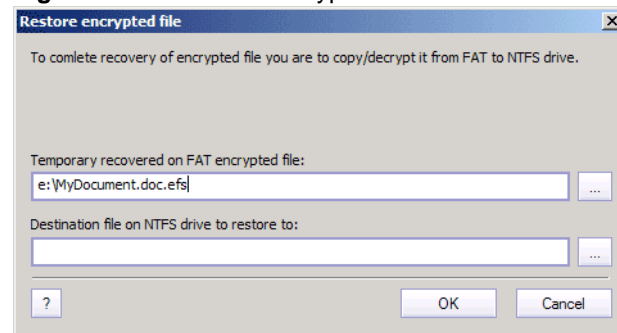 Restore encrypted file
To comlete recovery of encrypted file you are to copy/decrypt it from FAT to NTFS drive.
Temporary recovered on FAT encrypted file:
e:\MyDocument.doc.efs
...
Destination file on NTFS drive to restore to:
...
? OK Cancel